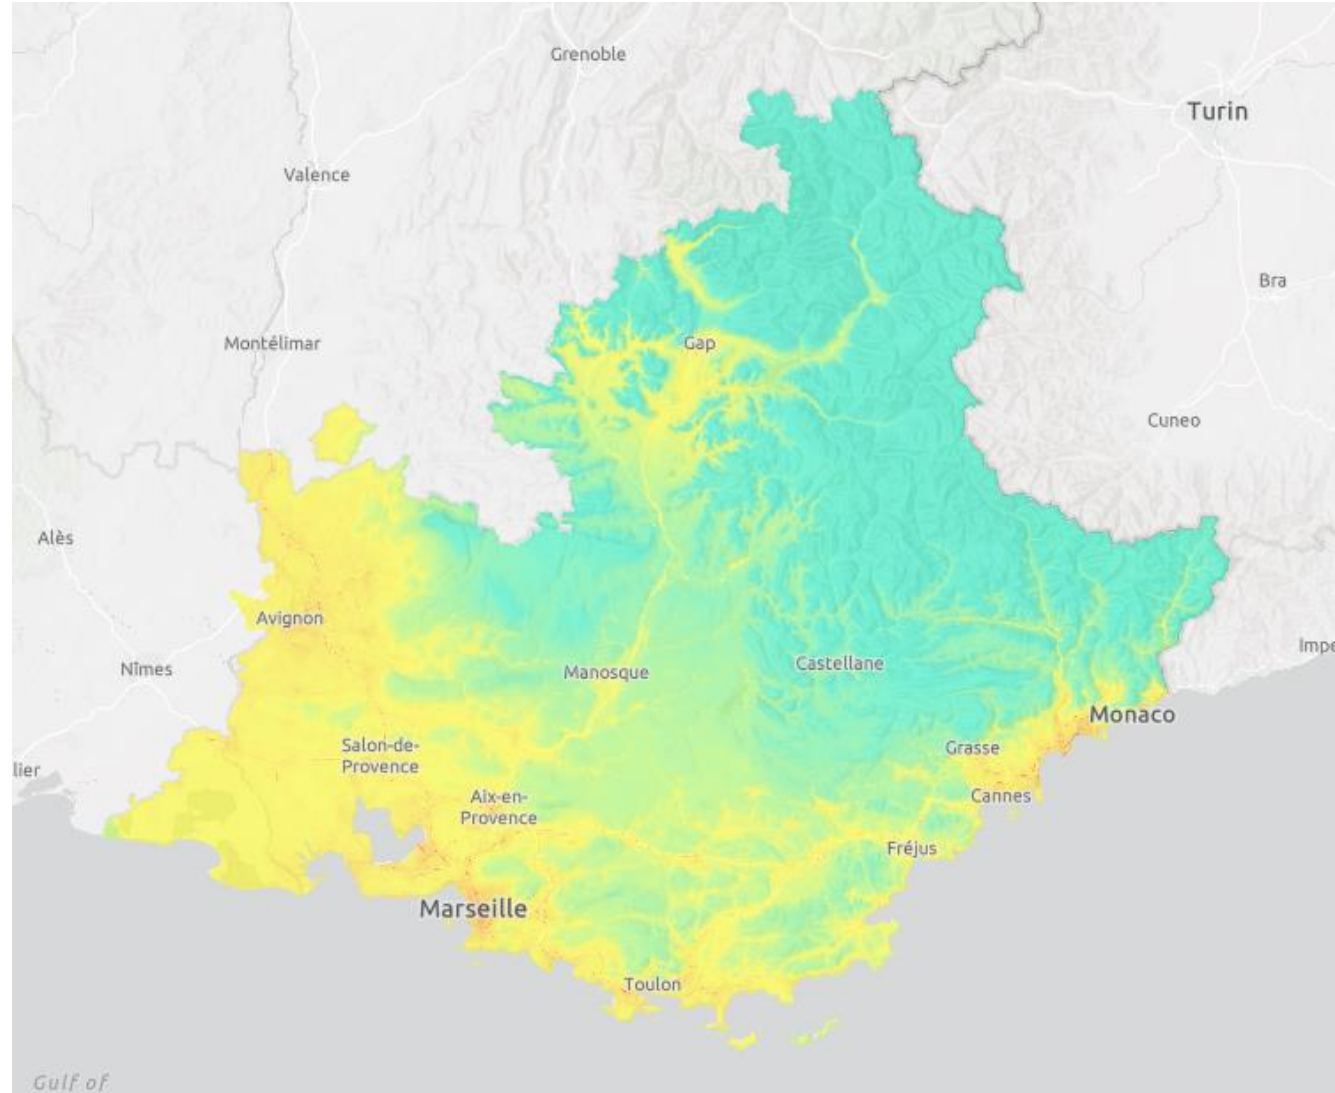 Grenoble
Turin
Valence
Bra
Montélimar
Gap
Cuneo
Alès
Avignon
Impe
Nîmes
Manosque
Castellane
Monaco
Salon-de-
Provence
Grasse
lier
Aix-en-
Provence
Cannes
Fréjus
Marseille
Toulon
Gulf of